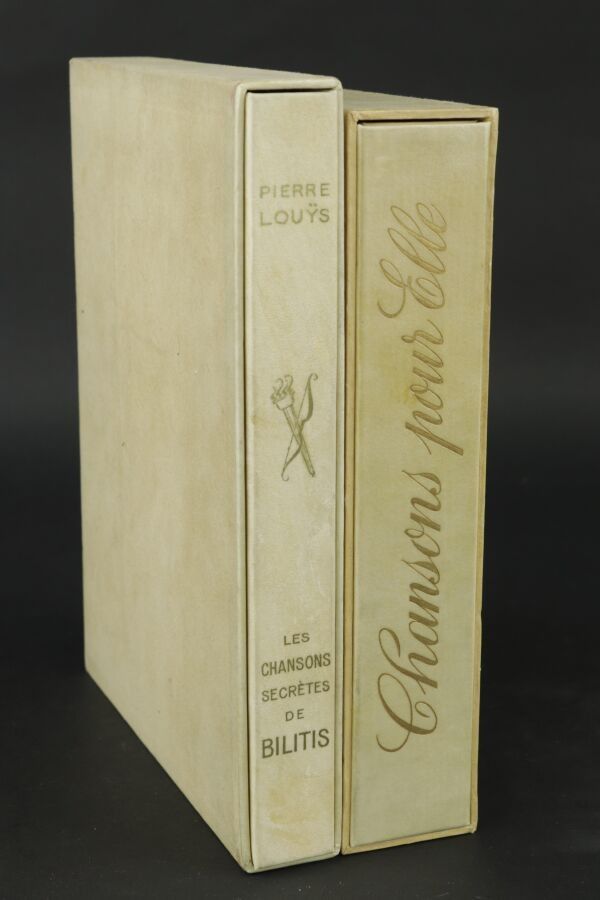 PIERRE
LOUŸS
LES
CHANSONS
SECRÈTES
DE
BILITIS
Chansons pour Elle